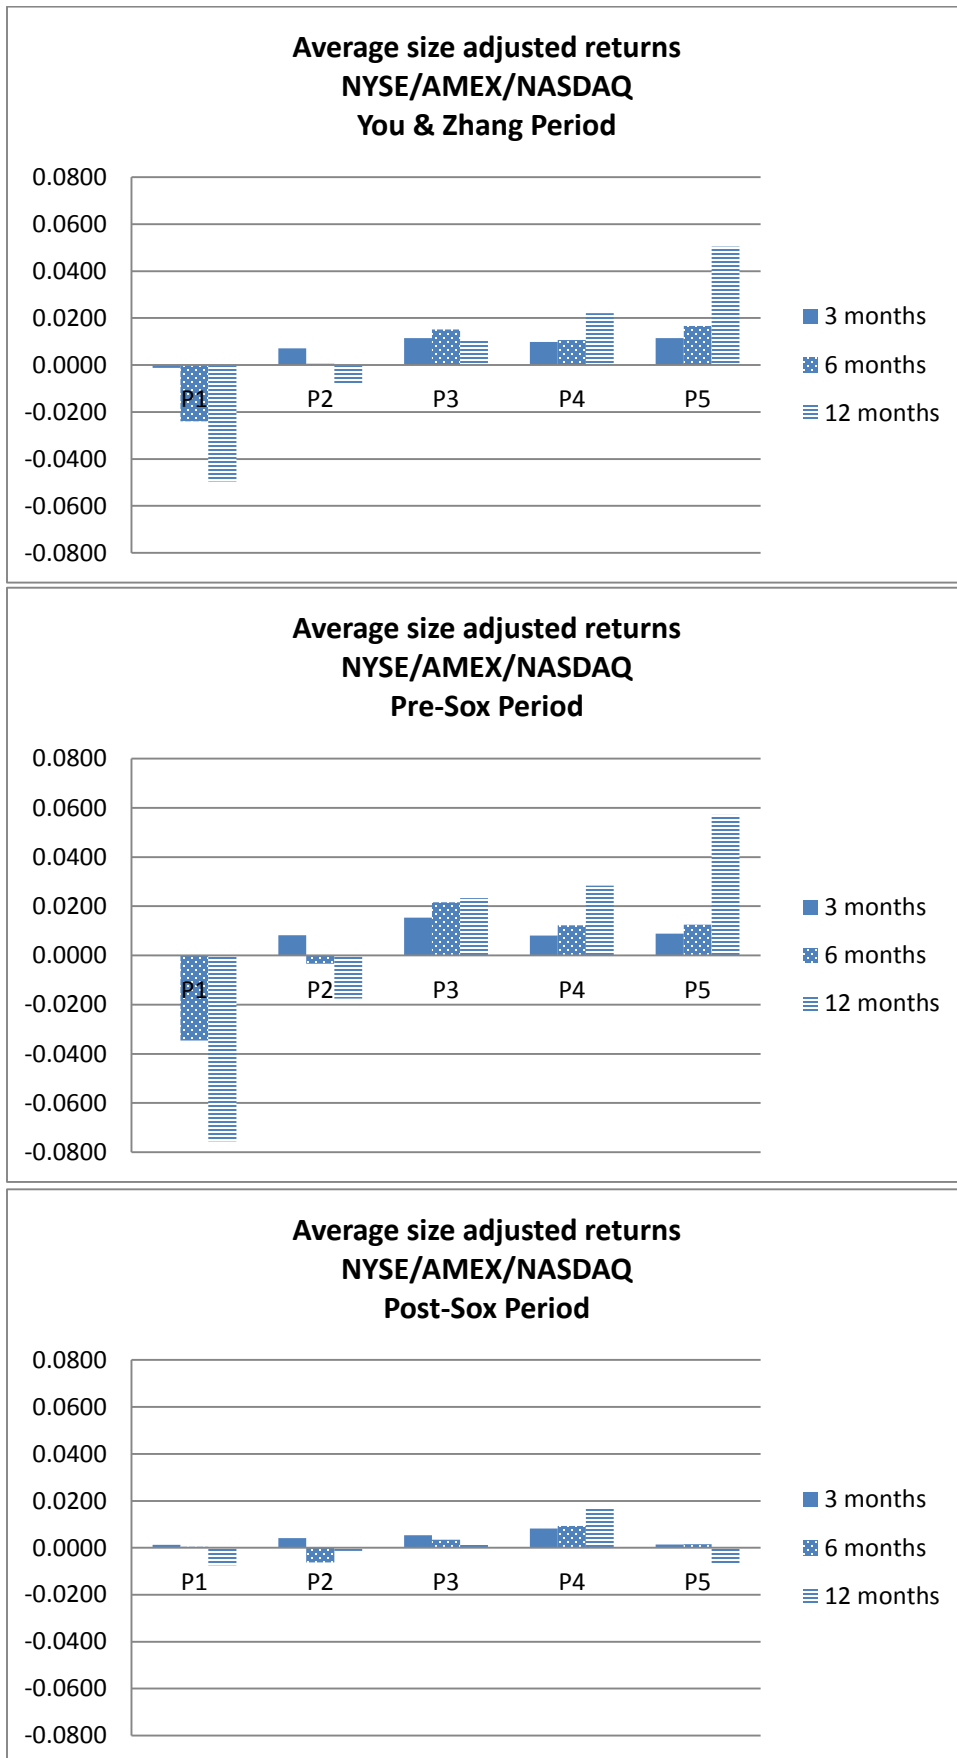 Average size adjusted returns
NYSE/AMEX/NASDAQ
You & Zhang Period
0.0800
0.0600
0.0400
0.0200
0.0000
-0.0200
-0.0400
-0.0600
-0.0800
P1 P2 P3 P4 P5
3 months
6 months
12 months
Average size adjusted returns
NYSE/AMEX/NASDAQ
Pre-Sox Period
0.0800
0.0600
0.0400
0.0200
0.0000
-0.0200
-0.0400
-0.0600
-0.0800
P1 P2 P3 P4 P5
3 months
6 months
12 months
Average size adjusted returns
NYSE/AMEX/NASDAQ
Post-Sox Period
0.0800
0.0600
0.0400
0.0200
0.0000
-0.0200
-0.0400
-0.0600
-0.0800
P1 P2 P3 P4 P5
3 months
6 months
12 months